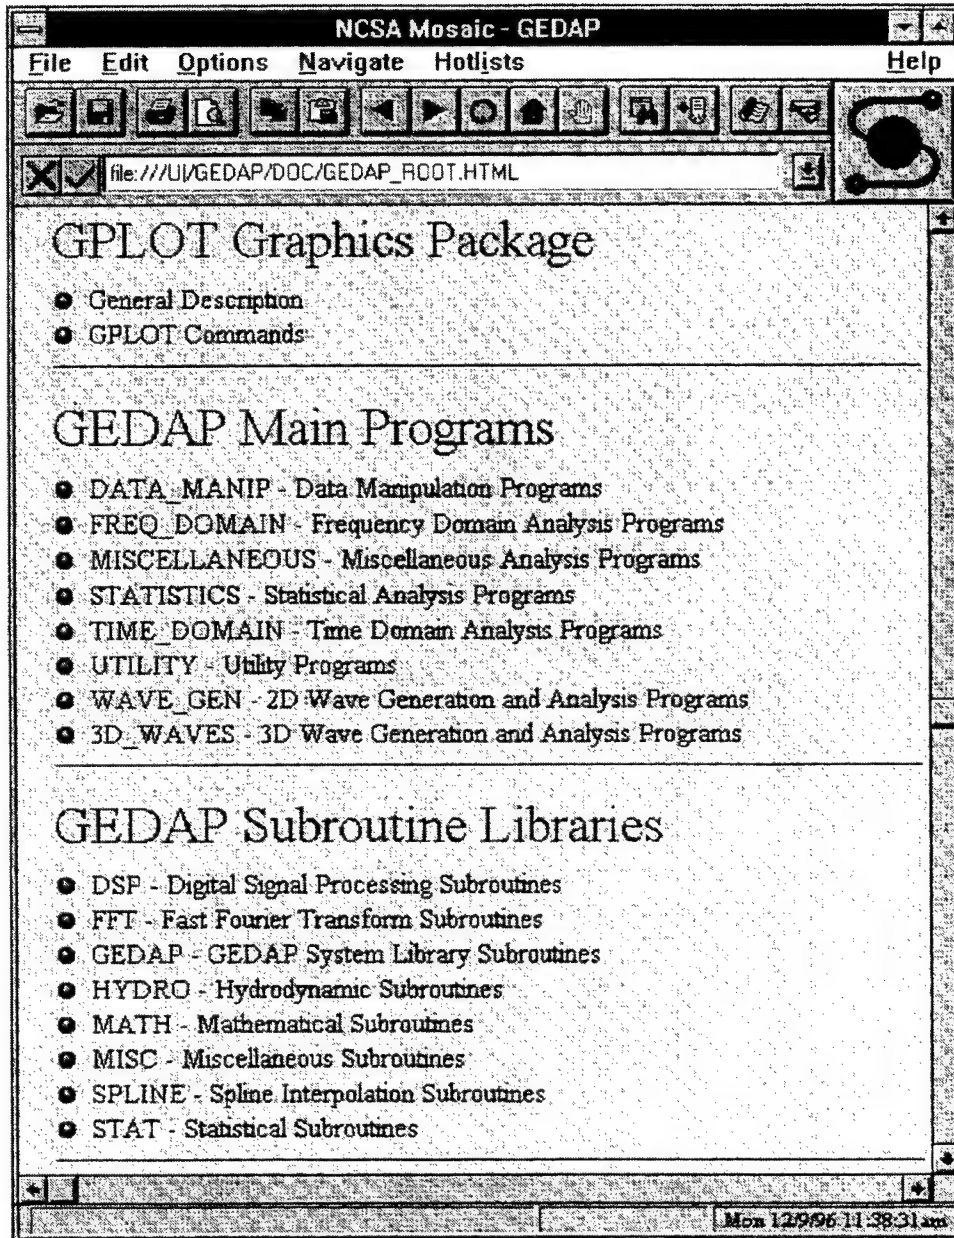 NCSA Mosaic - GEDAP
File Edit Options Navigate Hotlists Help
file:///U|/GEDAP/DOC/GEDAP_ROOT.HTML
GPLOT Graphics Package
General Description
GPLOT Commands
GEDAP Main Programs
DATA_MANIP - Data Manipulation Programs
FREQ_DOMAIN - Frequency Domain Analysis Programs
MISCELLANEOUS - Miscellaneous Analysis Programs
STATISTICS - Statistical Analysis Programs
TIME_DOMAIN - Time Domain Analysis Programs
UTILITY - Utility Programs
WAVE_GEN - 2D Wave Generation and Analysis Programs
3D_WAVES - 3D Wave Generation and Analysis Programs
GEDAP Subroutine Libraries
DSP - Digital Signal Processing Subroutines
FFT - Fast Fourier Transform Subroutines
GEDAP - GEDAP System Library Subroutines
HYDRO - Hydrodynamic Subroutines
MATH - Mathematical Subroutines
MISC - Miscellaneous Subroutines
SPLINE - Spline Interpolation Subroutines
STAT - Statistical Subroutines
Mon 12/9/96 11:38:31 am